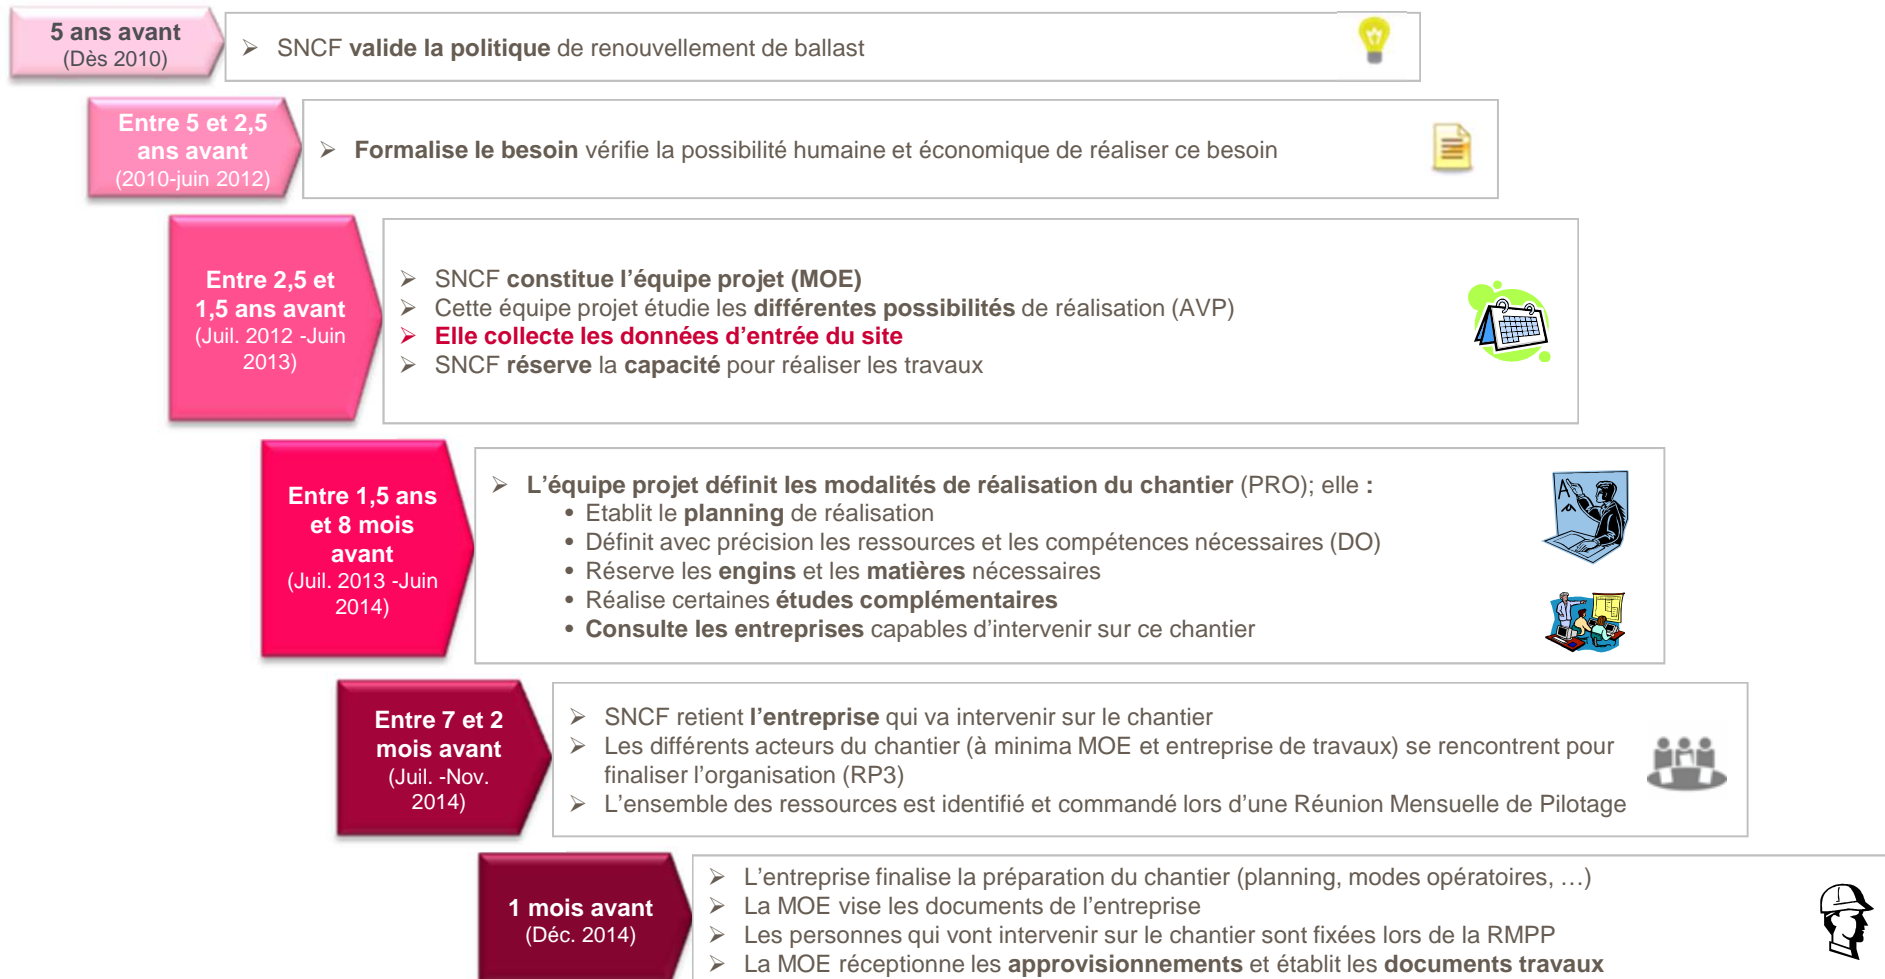 5 ans avant
(Dès 2010)
➢ SNCF valide la politique de renouvellement de ballast
Entre 5 et 2,5
ans avant
(2010-juin 2012)
➢ Formalise le besoin vérifie la possibilité humaine et économique de réaliser ce besoin
Entre 2,5 et
1,5 ans avant
(Juil. 2012 -Juin
2013)
➢ SNCF constitue l’équipe projet (MOE)
➢ Cette équipe projet étudie les différentes possibilités de réalisation (AVP)
➢ Elle collecte les données d’entrée du site
➢ SNCF réserve la capacité pour réaliser les travaux
Entre 1,5 ans
et 8 mois
avant
(Juil. 2013 -Juin
2014)
➢ L’équipe projet définit les modalités de réalisation du chantier (PRO); elle :
• Etablit le planning de réalisation
• Définit avec précision les ressources et les compétences nécessaires (DO)
• Réserve les engins et les matières nécessaires
• Réalise certaines études complémentaires
• Consulte les entreprises capables d’intervenir sur ce chantier
Entre 7 et 2
mois avant
(Juil. -Nov.
2014)
➢ SNCF retient l’entreprise qui va intervenir sur le chantier
➢ Les différents acteurs du chantier (à minima MOE et entreprise de travaux) se rencontrent pour
finaliser l’organisation (RP3)
➢ L’ensemble des ressources est identifié et commandé lors d’une Réunion Mensuelle de Pilotage
1 mois avant
(Déc. 2014)
➢ L’entreprise finalise la préparation du chantier (planning, modes opératoires, …)
➢ La MOE vise les documents de l’entreprise
➢ Les personnes qui vont intervenir sur le chantier sont fixées lors de la RMPP
➢ La MOE réceptionne les approvisionnements et établit les documents travaux